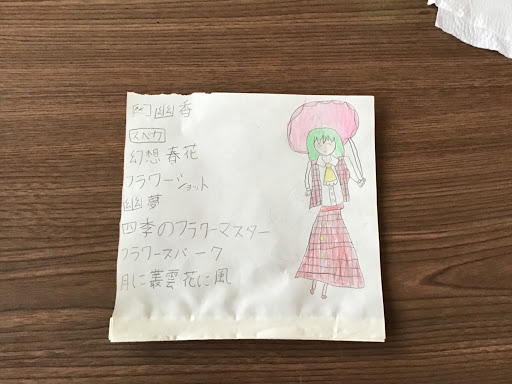 幽香
スペカ
幻想春花
フラワーショット
幽夢
四季のフラワーマスター
フラワースパーク
月に叢雲花に風